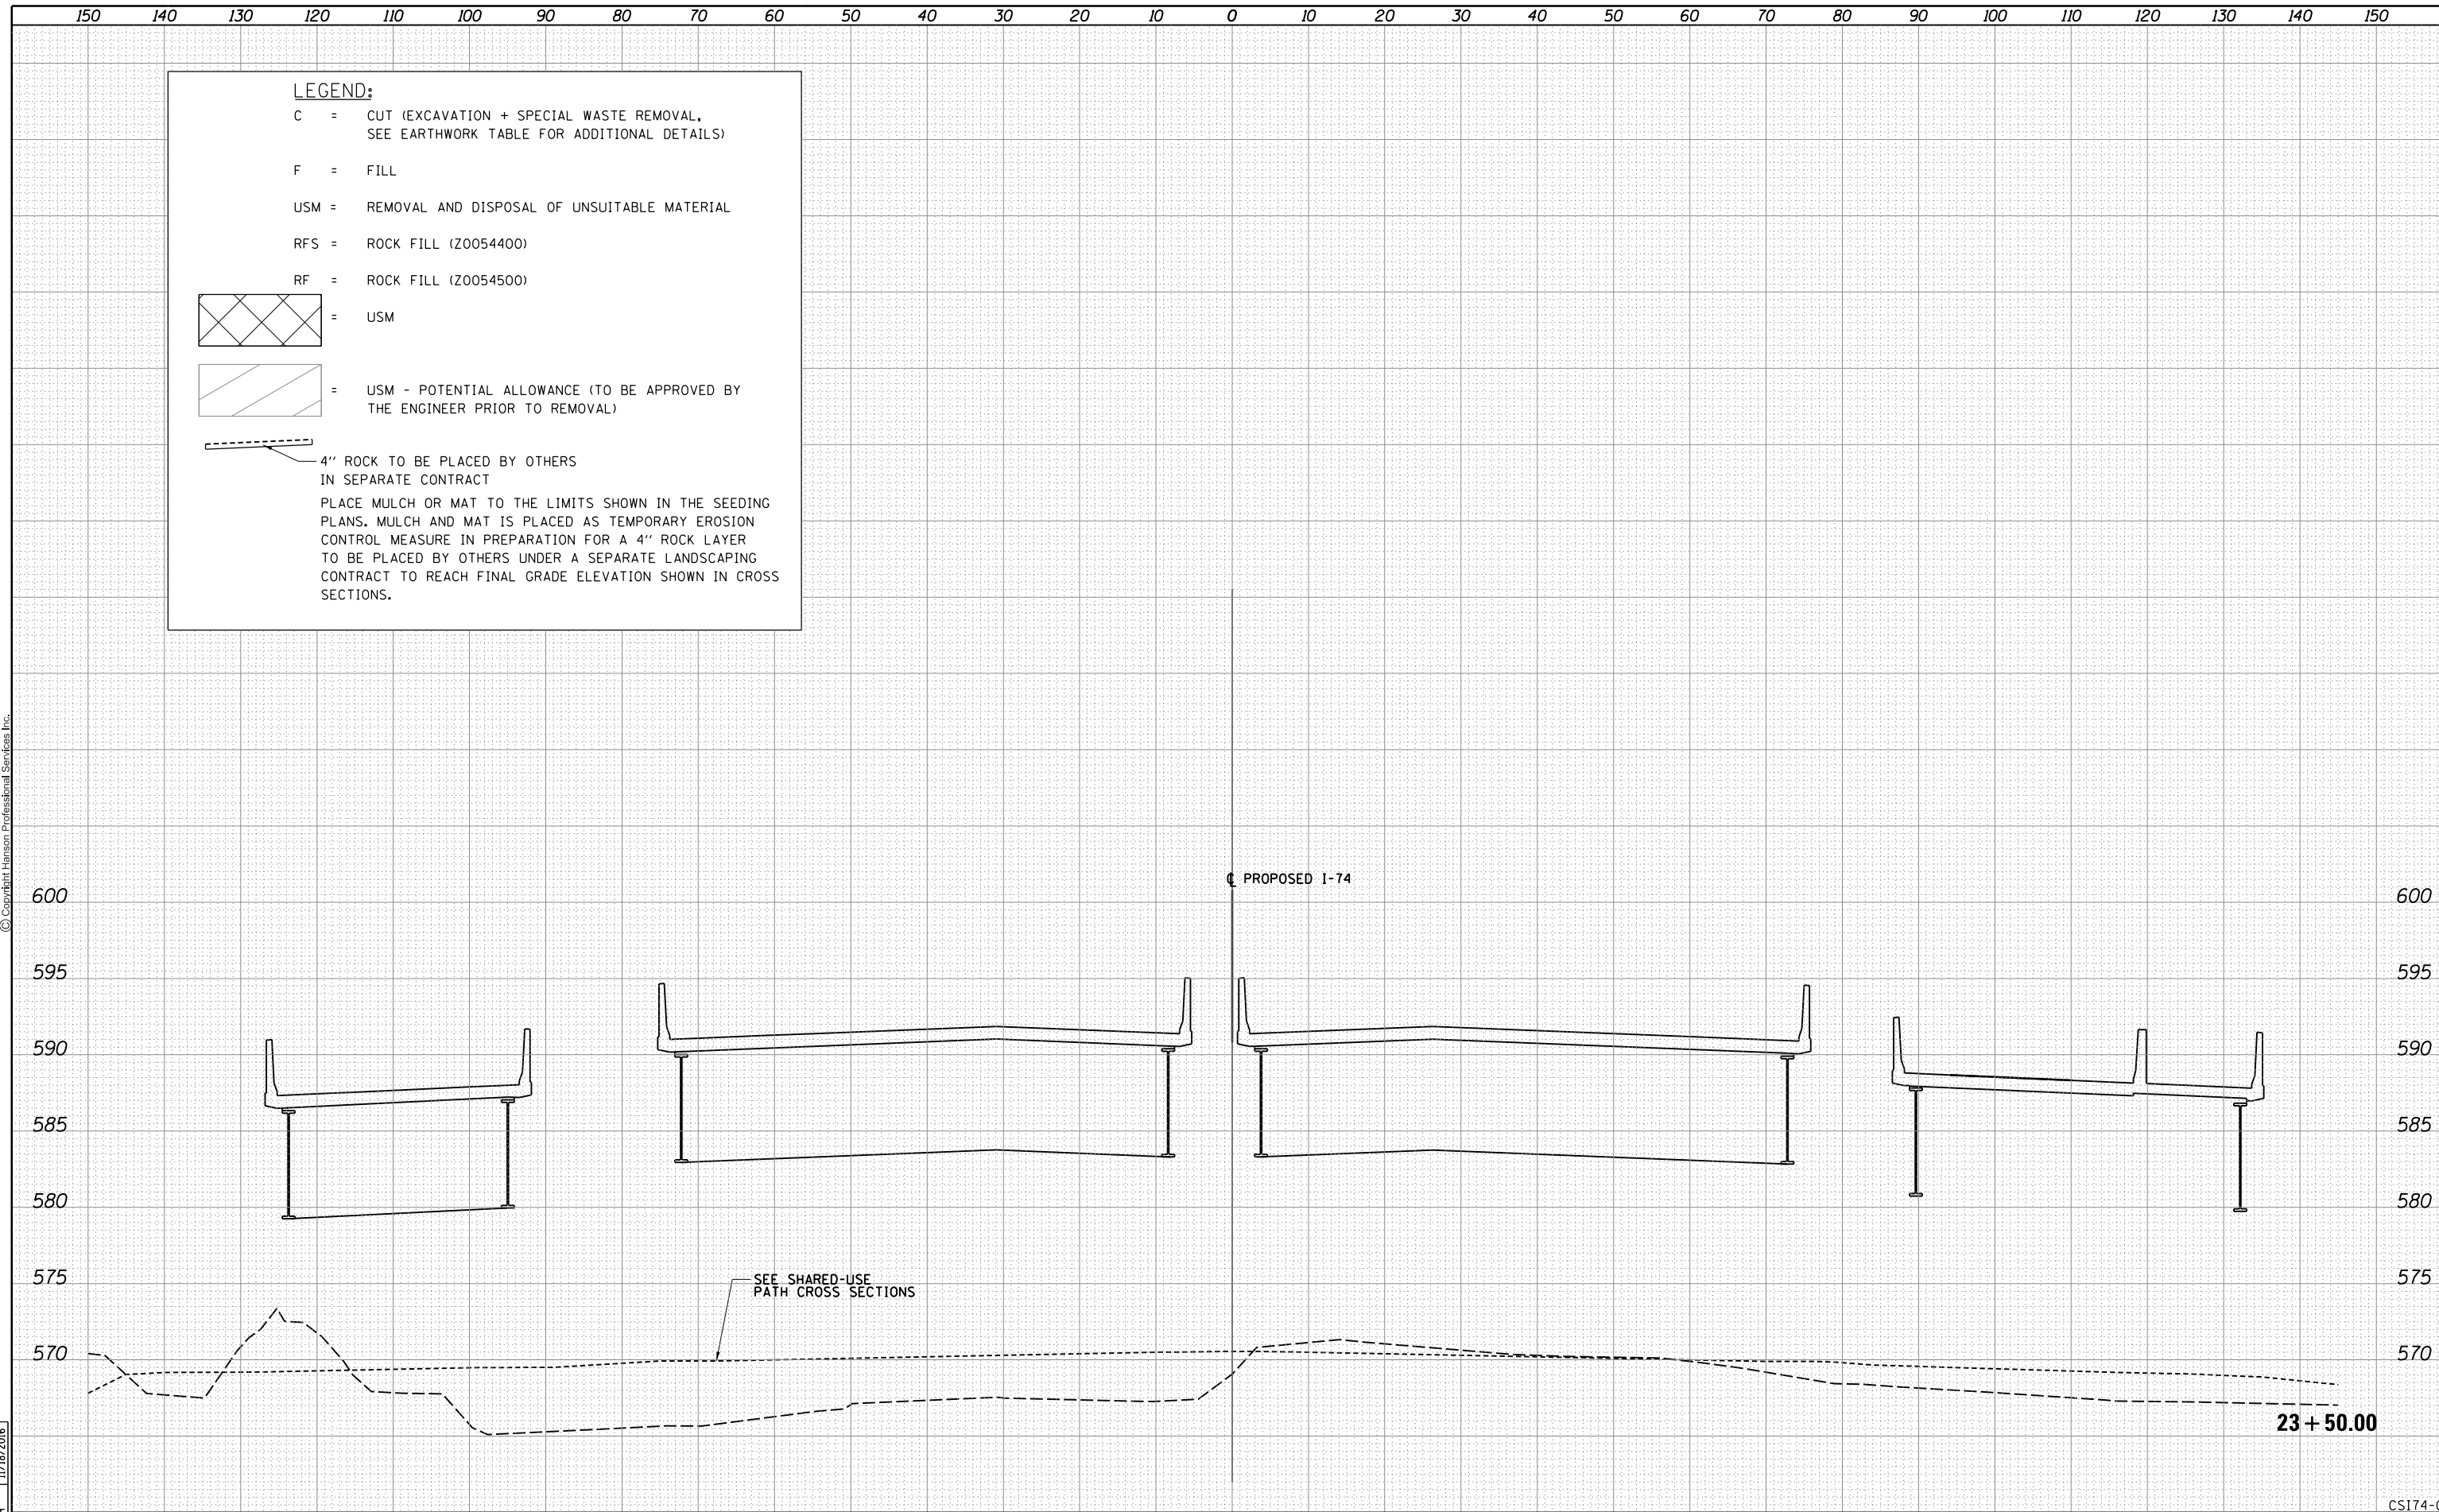 150 140 130 120 110 100 90 80 70 60 50 40 30 20 10 0 10 20 30 40 50 60 70 80 90 100 110 120 130 140 150
LEGEND:
C = CUT (EXCAVATION + SPECIAL WASTE REMOVAL,
SEE EARTHWORK TABLE FOR ADDITIONAL DETAILS)
F = FILL
USM = REMOVAL AND DISPOSAL OF UNSUITABLE MATERIAL
RFS = ROCK FILL (Z0054400)
RF = ROCK FILL (Z0054500)
= USM
= USM - POTENTIAL ALLOWANCE (TO BE APPROVED BY
THE ENGINEER PRIOR TO REMOVAL)
4'' ROCK TO BE PLACED BY OTHERS
IN SEPARATE CONTRACT
PLACE MULCH OR MAT TO THE LIMITS SHOWN IN THE SEEDING
PLANS. MULCH AND MAT IS PLACED AS TEMPORARY EROSION
CONTROL MEASURE IN PREPARATION FOR A 4'' ROCK LAYER
TO BE PLACED BY OTHERS UNDER A SEPARATE LANDSCAPING
CONTRACT TO REACH FINAL GRADE ELEVATION SHOWN IN CROSS
SECTIONS.
© Copyright Hanson Professional Services Inc.
℄ PROPOSED I-74
600 600
595 595
590 590
585 585
580 580
575 575
SEE SHARED-USE
PATH CROSS SECTIONS
570 570
23+50.00
11/18/2016